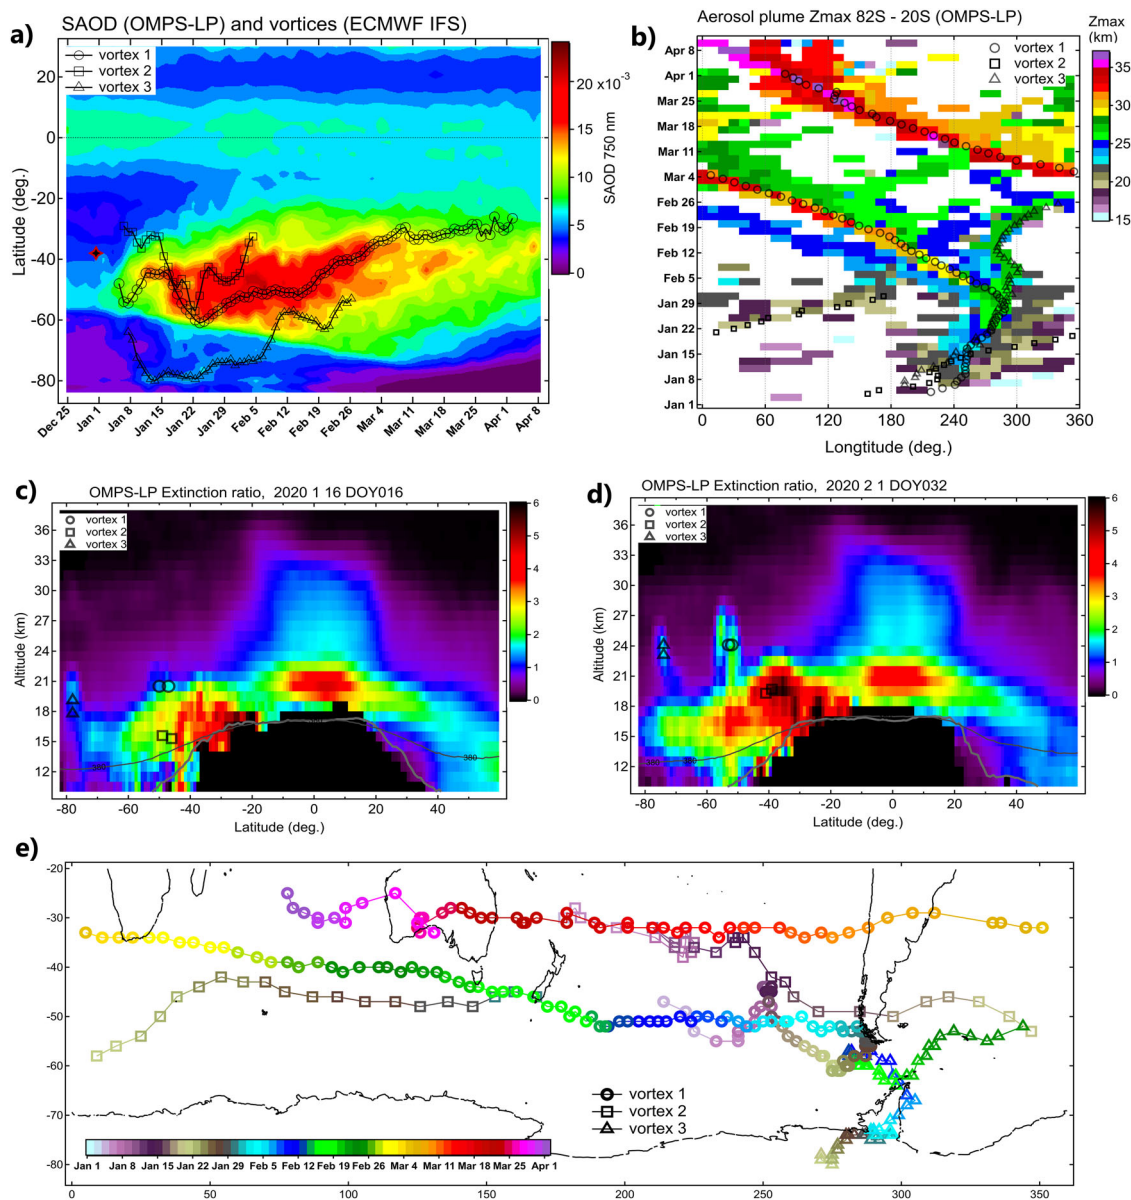 a)
SAOD (OMPS-LP) and vortices (ECMWF IFS)
vortex 1
vortex 2
vortex 3
20
0
-20
-40
-60
-80
Latitude (deg.)
Dec 25
Jan 1
Jan 8
Jan 15
Jan 22
Jan 29
Feb 5
Feb 12
Feb 19
Feb 26
Mar 4
Mar 11
Mar 18
Mar 25
Apr 1
Apr 8
20 x10⁻³
15
10
5
0
SAOD 750 nm
b)
Aerosol plume Zmax 82S - 20S (OMPS-LP)
vortex 1
vortex 2
vortex 3
Apr 8
Apr 1
Mar 25
Mar 18
Mar 11
Mar 4
Feb 26
Feb 19
Feb 12
Feb 5
Jan 29
Jan 22
Jan 15
Jan 8
Jan 1
0
60
120
180
240
300
360
Longtitude (deg.)
Zmax
(km)
35
30
25
20
15
c)
OMPS-LP Extinction ratio, 2020 1 16 DOY016
vortex 1
vortex 2
vortex 3
36
33
30
27
24
21
18
15
12
Altitude (km)
380
-80
-60
-40
-20
0
20
40
Latitude (deg.)
6
5
4
3
2
1
0
d)
OMPS-LP Extinction ratio, 2020 2 1 DOY032
vortex 1
vortex 2
vortex 3
36
33
30
27
24
21
18
15
12
Altitude (km)
380
380
-80
-60
-40
-20
0
20
40
Latitude (deg.)
6
5
4
3
2
1
0
e)
-20
-30
-40
-50
-60
-70
-80
vortex 1
vortex 2
vortex 3
Jan 1
Jan 8
Jan 15
Jan 22
Jan 29
Feb 5
Feb 12
Feb 19
Feb 26
Mar 4
Mar 11
Mar 18
Mar 25
Apr 1
0
50
100
150
200
250
300
350